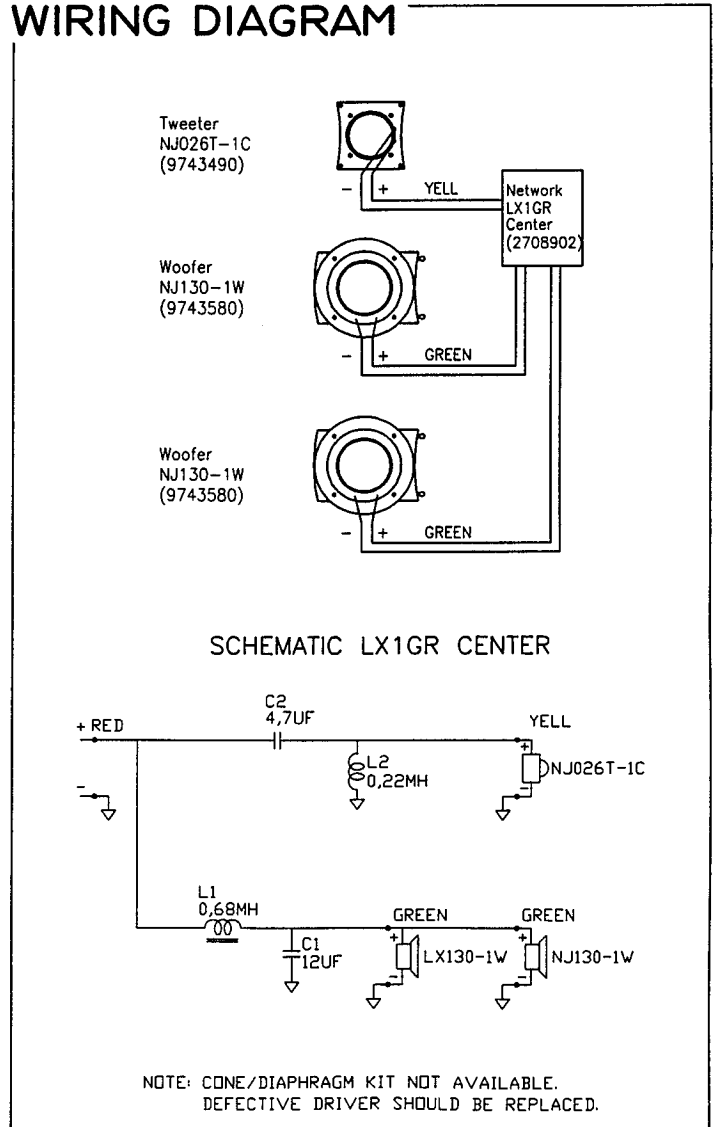 WIRING DIAGRAM
Tweeter
NJ026T-1C
(9743490)
- + YELL
Network
LX1GR
Center
(2708902)
Woofer
NJ130-1W
(9743580)
- + GREEN
Woofer
NJ130-1W
(9743580)
- + GREEN
SCHEMATIC LX1GR CENTER
C2
4,7UF
+ RED
YELL
L2
0,22MH
+
NJ026T-1C
-
-
L1
0,68MH
GREEN
GREEN
C1
12UF
+
LX130-1W
-
+
NJ130-1W
-
NOTE: CONE/DIAPHRAGM KIT NOT AVAILABLE.
DEFECTIVE DRIVER SHOULD BE REPLACED.